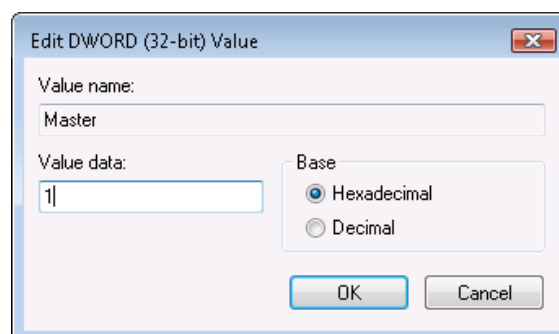 Edit DWORD (32-bit) Value
Value name:
Master
Value data:
1
Base
Hexadecimal
Decimal
OK
Cancel